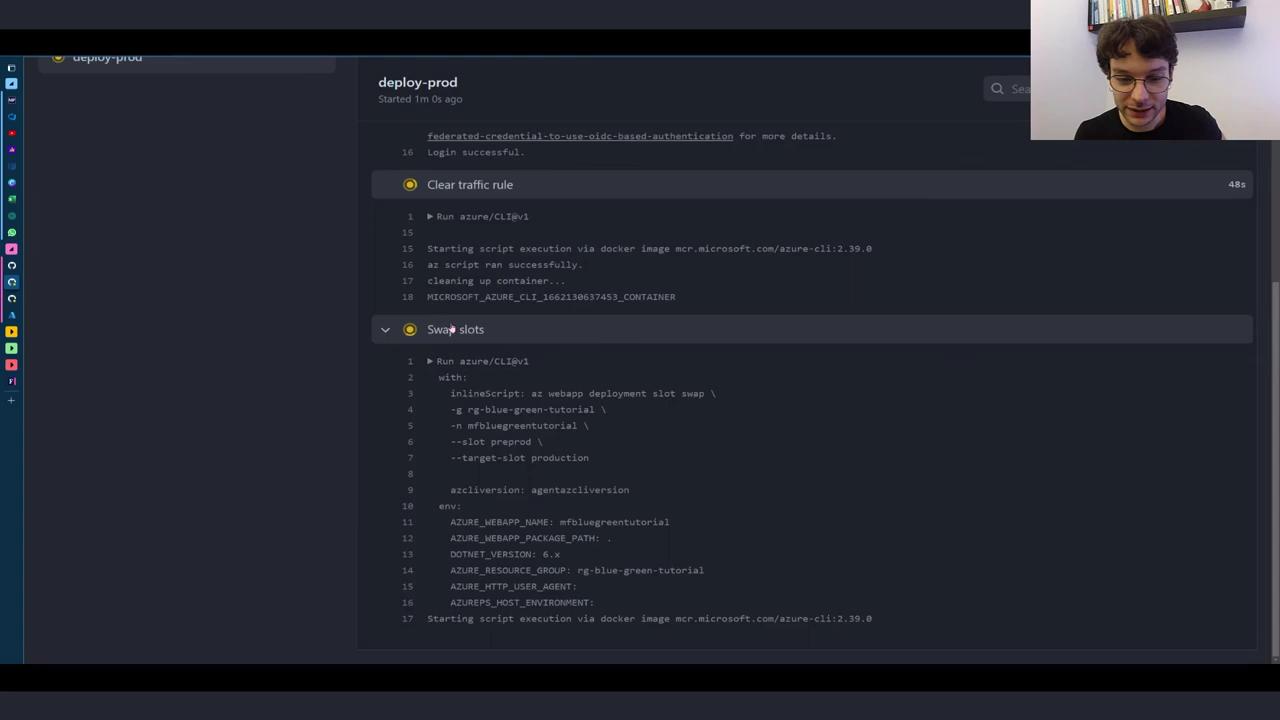 deploy-prod
deploy-prod
Started 1m 0s ago
Sea
federated-credential-to-use-oidc-based-authentication for more details.
16 Login successful.
Clear traffic rule 48s
1 Run azure/CLI@v1
15
15 Starting script execution via docker image mcr.microsoft.com/azure-cli:2.39.0
16 az script ran successfully.
17 cleaning up container...
18 MICROSOFT_AZURE_CLI_1662130637453_CONTAINER
Swap slots
1 Run azure/CLI@v1
2 with:
3 inlineScript: az webapp deployment slot swap \
4 -g rg-blue-green-tutorial \
5 -n mfbluegreentutorial \
6 --slot preprod \
7 --target-slot production
8
9 azcliversion: agentazcliversion
10 env:
11 AZURE_WEBAPP_NAME: mfbluegreentutorial
12 AZURE_WEBAPP_PACKAGE_PATH: .
13 DOTNET_VERSION: 6.x
14 AZURE_RESOURCE_GROUP: rg-blue-green-tutorial
15 AZURE_HTTP_USER_AGENT:
16 AZUREPS_HOST_ENVIRONMENT:
17 Starting script execution via docker image mcr.microsoft.com/azure-cli:2.39.0